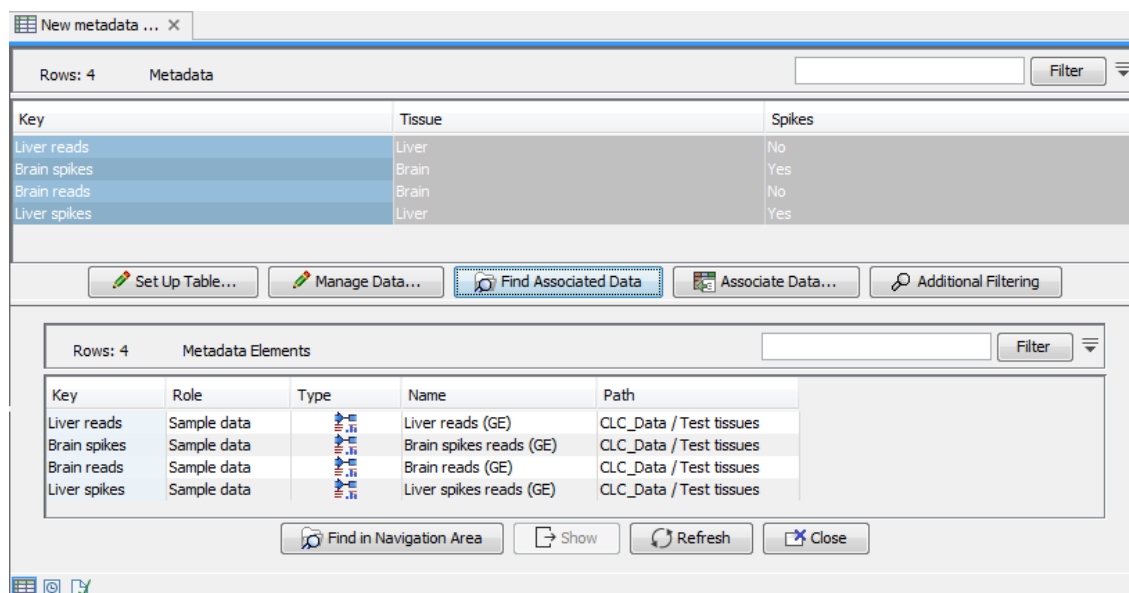 New metadata ...
Rows: 4 Metadata Filter
Key Tissue Spikes
Liver reads Liver No
Brain spikes Brain Yes
Brain reads Brain No
Liver spikes Liver Yes
Set Up Table... Manage Data... Find Associated Data Associate Data... Additional Filtering
Rows: 4 Metadata Elements Filter
Key Role Type Name Path
Liver reads Sample data Liver reads (GE) CLC_Data / Test tissues
Brain spikes Sample data Brain spikes reads (GE) CLC_Data / Test tissues
Brain reads Sample data Brain reads (GE) CLC_Data / Test tissues
Liver spikes Sample data Liver spikes reads (GE) CLC_Data / Test tissues
Find in Navigation Area Show Refresh Close